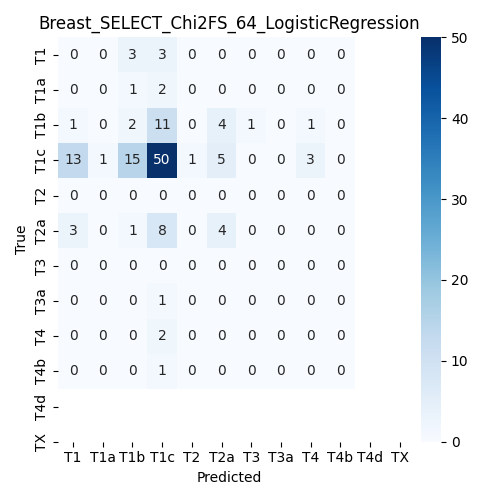 Breast_SELECT_Chi2FS_64_LogisticRegression
T1 0 0 3 3 0 0 0 0 0 0
T1a 0 0 1 2 0 0 0 0 0 0
T1b 1 0 2 11 0 4 1 0 1 0
T1c 13 1 15 50 1 5 0 0 3 0
T2 0 0 0 0 0 0 0 0 0 0
T2a 3 0 1 8 0 4 0 0 0 0
T3 0 0 0 0 0 0 0 0 0 0
T3a 0 0 0 1 0 0 0 0 0 0
T4 0 0 0 2 0 0 0 0 0 0
T4b 0 0 0 1 0 0 0 0 0 0
T4d
TX
True
T1 T1a T1b T1c T2 T2a T3 T3a T4 T4b T4d TX
Predicted
50
40
30
20
10
0